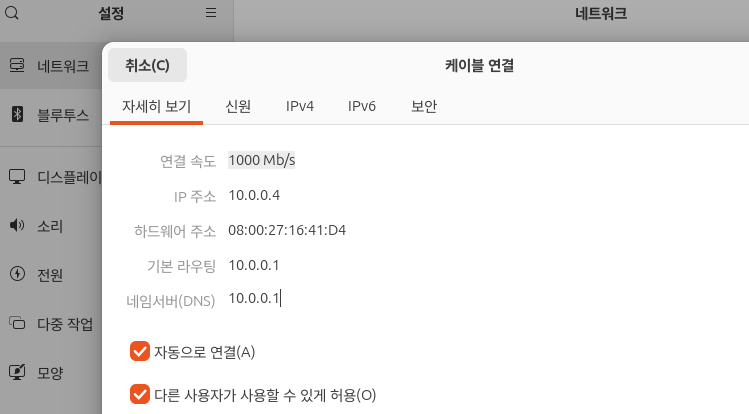 설정
네트워크
네트워크
블루투스
디스플레이
소리
전원
다중 작업
모양
취소(C)
케이블 연결
자세히 보기
신원
IPv4
IPv6
보안
연결 속도 1000 Mb/s
IP 주소 10.0.0.4
하드웨어 주소 08:00:27:16:41:D4
기본 라우팅 10.0.0.1
네임서버(DNS) 10.0.0.1
자동으로 연결(A)
다른 사용자가 사용할 수 있게 허용(O)